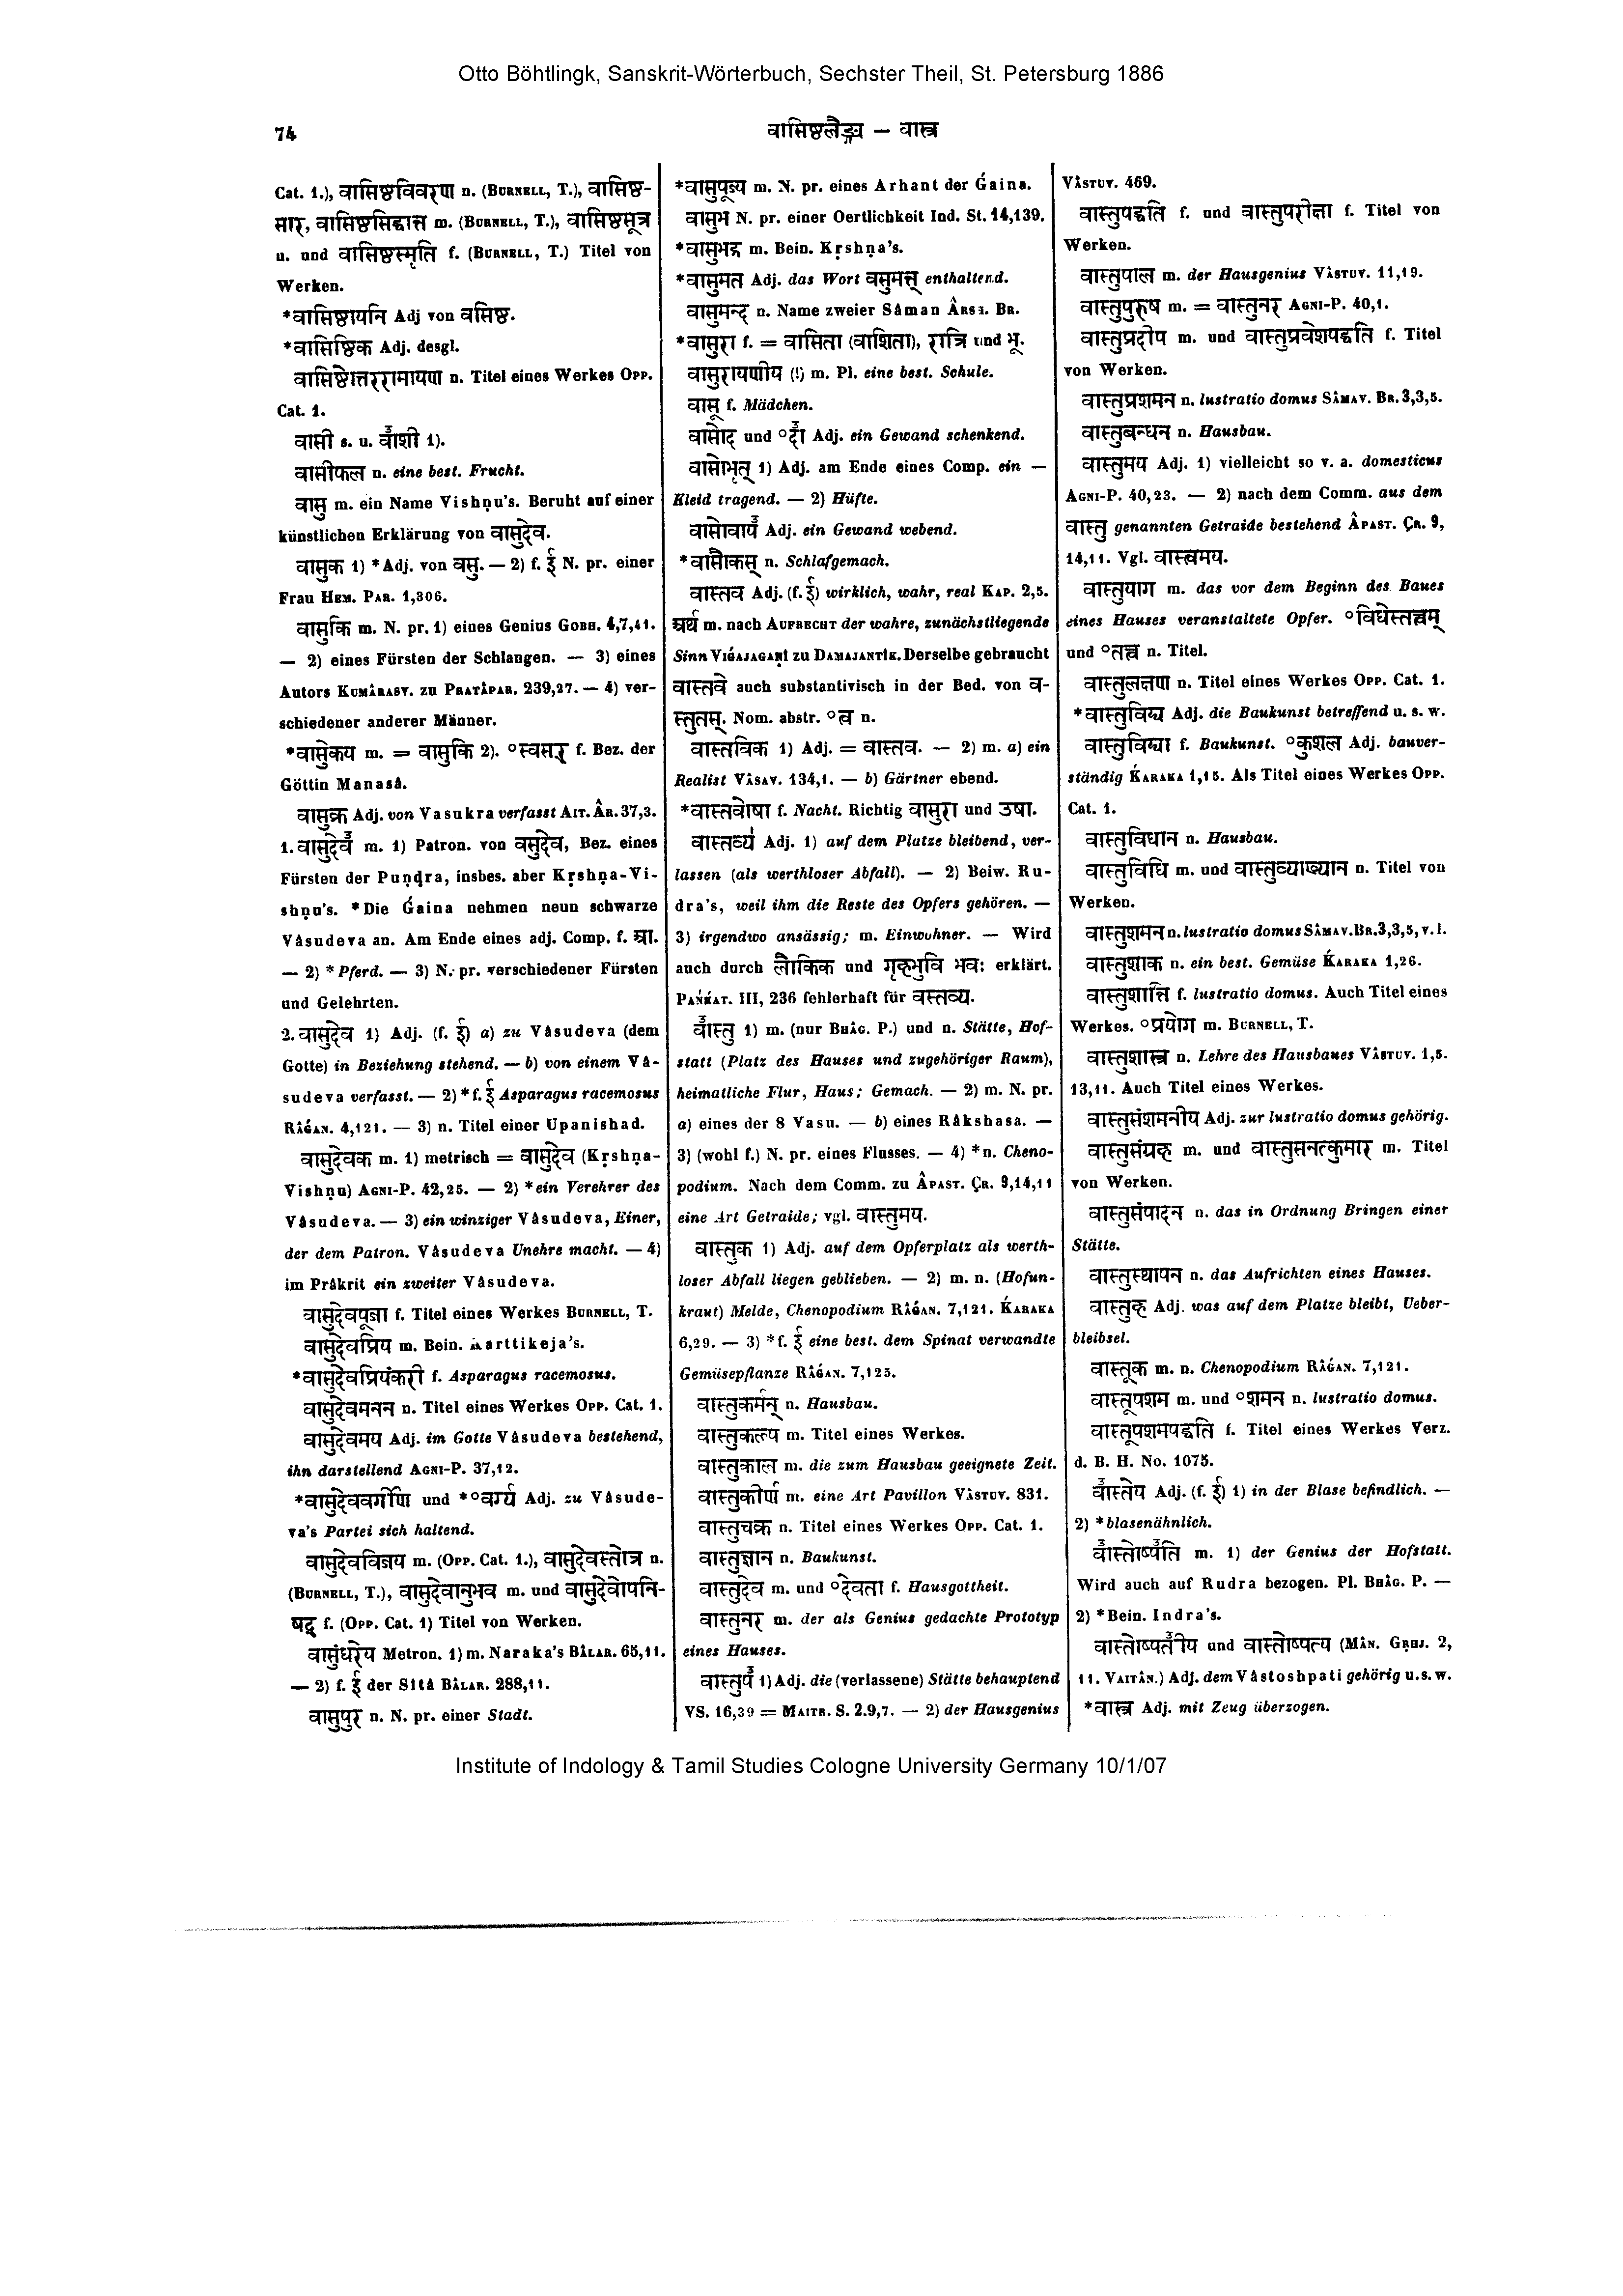 Otto Böhtlingk, Sanskrit-Wörterbuch, Sechster Theil, St. Petersburg 1886
74
वासिष्ठलैङ्ग्य — वास्त्र
Cat. 1.), वासिष्ठविवरण n. (BURNELL, T.), वासिष्ठ-
सार, वासिष्ठसिद्धान्त m. (BURNELL, T.), वासिष्ठसूत्र
n. und वासिष्ठस्मृति f. (BURNELL, T.) Titel von
Werken.
*वासिष्ठायनि Adj von वसिष्ठ.
*वासिष्ठिक Adj. desgl.
वासिष्ठोत्तररामायण n. Titel eines Werkes OPP.
Cat. 1.
वासी s. u. वाशी 1).
वासीफल n. eine best. Frucht.
वासु m. ein Name Vishṇu's. Beruht auf einer
künstlichen Erklärung von वासुदेव.
वासुक 1) *Adj. von वसु. — 2) f. ई N. pr. einer
Frau HEM. PAR. 1,306.
वासुकि m. N. pr. 1) eines Genius GOBH. 4,7,41.
— 2) eines Fürsten der Schlangen. — 3) eines
Autors KUMÂRASV. zu PRATÂPAR. 239,27. — 4) ver-
schiedener anderer Männer.
*वासुकेय m. = वासुकि 2). °स्वसर् f. Bez. der
Göttin Manasâ.
वासुक्र Adj. von Vasukra verfasst AIT. ÂR. 37,3.
1. वासुदेव m. 1) Patron. von वसुदेव, Bez. eines
Fürsten der Puṇḍra, insbes. aber Kṛshṇa-Vi-
shṇu's. *Die Ǵaina nehmen neun schwarze
Vâsudeva an. Am Ende eines adj. Comp. f. आ.
— 2) *Pferd. — 3) N. pr. verschiedener Fürsten
und Gelehrten.
2. वासुदेव 1) Adj. (f. ई) a) zu Vâsudeva (dem
Gotte) in Beziehung stehend. — b) von einem Vâ-
sudeva verfasst. — 2) *f. ई Asparagus racemosus
RÂǴAN. 4,121. — 3) n. Titel einer Upanishad.
वासुदेवक m. 1) metrisch = वासुदेव (Kṛshṇa-
Vishṇu) AGNI-P. 42,25. — 2) *ein Verehrer des
Vâsudeva. — 3) ein winziger Vâsudeva, Einer,
der dem Patron. Vâsudeva Unehre macht. — 4)
im Prâkrit ein zweiter Vâsudeva.
वासुदेवपूजा f. Titel eines Werkes BURNELL, T.
वासुदेवप्रिय m. Bein. Kârttikeja's.
*वासुदेवप्रियंकरी f. Asparagus racemosus.
वासुदेवमनन n. Titel eines Werkes OPP. Cat. 1.
वासुदेवमय Adj. im Gotte Vâsudeva bestehend,
ihn darstellend AGNI-P. 37,12.
*वासुदेववर्गीण und *°वर्ग्य Adj. zu Vâsude-
va's Partei sich haltend.
वासुदेवविजय m. (OPP. Cat. 1.), वासुदेवस्तोत्र n.
(BURNELL, T.), वासुदेवानुभव m. und वासुदेवोपनि-
षद् f. (OPP. Cat. 1) Titel von Werken.
वासुंधरेय Metron. 1) m. Naraka's BÂLAR. 65,11.
— 2) f. ई der Sîtâ BÂLAR. 288,11.
वासुपुर n. N. pr. einer Stadt.
*वासुपूज्य m. N. pr. eines Arhant der Ǵaina.
वासुभ N. pr. einer Oertlichkeit Ind. St. 14,139.
*वासुभद्र m. Bein. Kṛshṇa's.
*वासुमत Adj. das Wort वसुमत् enthaltend.
वासुमन्द n. Name zweier Sâman ÂRSH. BR.
*वासुरा f. = वासिता (वाशिता), रात्रि und भू.
वासुरायणीय (!) m. Pl. eine best. Schule.
वासू f. Mädchen.
वासोद und °दा Adj. ein Gewand schenkend.
वासोभृत् 1) Adj. am Ende eines Comp. ein —
Kleid tragend. — 2) Hüfte.
वासोवाय Adj. ein Gewand webend.
*वासौकस् n. Schlafgemach.
वास्तव Adj. (f. ई) wirklich, wahr, real KAP. 2,5.
अर्थ m. nach AUFRECHT der wahre, zunächstliegende
Sinn VIǴAJAGAṆI zu DAMAJANTÎK. Derselbe gebraucht
वास्तवे auch substantivisch in der Bed. von व-
स्तुतस्. Nom. abstr. °त्व n.
वास्तविक 1) Adj. = वास्तव. — 2) m. a) ein
Realist VÂSAV. 134,1. — b) Gärtner ebend.
*वास्तवोषा f. Nacht. Richtig वासुरा und उषा.
वास्तव्य Adj. 1) auf dem Platze bleibend, ver-
lassen (als werthloser Abfall). — 2) Beiw. Ru-
dra's, weil ihm die Reste des Opfers gehören. —
3) irgendwo ansässig; m. Einwohner. — Wird
auch durch लौकिक und गृहभुवि भवः erklärt.
PAŃḰAT. III, 236 fehlerhaft für वस्तव्य.
वास्तु 1) m. (nur BHÂG. P.) und n. Stätte, Hof-
statt (Platz des Hauses und zugehöriger Raum),
heimatliche Flur, Haus; Gemach. — 2) m. N. pr.
a) eines der 8 Vasu. — b) eines Râkshasa. —
3) (wohl f.) N. pr. eines Flusses. — 4) *n. Cheno-
podium. Nach dem Comm. zu ÂPAST. ÇR. 9,14,11
eine Art Getraide; vgl. वास्तुमय.
वास्तुक 1) Adj. auf dem Opferplatz als werth-
loser Abfall liegen geblieben. — 2) m. n. (Hofun-
kraut) Melde, Chenopodium RÂǴAN. 7,121. ḰARAKA
6,29. — 3) *f. ई eine best. dem Spinat verwandte
Gemüsepflanze RÂǴAN. 7,123.
वास्तुकर्मन् n. Hausbau.
वास्तुकल्प m. Titel eines Werkes.
वास्तुकाल m. die zum Hausbau geeignete Zeit.
वास्तुकीर्ण m. eine Art Pavillon VÂSTUV. 831.
वास्तुचक्र n. Titel eines Werkes OPP. Cat. 1.
वास्तुज्ञान n. Baukunst.
वास्तुदेव m. und °देवता f. Hausgottheit.
वास्तुनर m. der als Genius gedachte Prototyp
eines Hauses.
वास्तुप 1) Adj. die (verlassene) Stätte behauptend
VS. 16,39 = MAITR. S. 2.9,7. — 2) der Hausgenius
VÂSTUV. 469.
वास्तुपद्धति f. und वास्तुपरीक्षा f. Titel von
Werken.
वास्तुपाल m. der Hausgenius VÂSTUV. 11,19.
वास्तुपुरुष m. = वास्तुनर AGNI-P. 40,1.
वास्तुप्रदीप m. und वास्तुप्रवेशपद्धति f. Titel
von Werken.
वास्तुप्रशमन n. lustratio domus SÂMAV. BR. 3,3,5.
वास्तुबन्धन n. Hausbau.
वास्तुमय Adj. 1) vielleicht so v. a. domesticus
AGNI-P. 40,23. — 2) nach dem Comm. aus dem
वास्तु genannten Getraide bestehend ÂPAST. ÇR. 9,
14,11. Vgl. वास्त्वमय.
वास्तुयाग m. das vor dem Beginn des Baues
eines Hauses veranstaltete Opfer. °विधेस्तत्त्वम्
und °तत्त्व n. Titel.
वास्तुलक्षण n. Titel eines Werkes OPP. Cat. 1.
*वास्तुविद्य Adj. die Baukunst betreffend u. s. w.
वास्तुविद्या f. Baukunst. °कुशल Adj. bauver-
ständig ḰARAKA 1,15. Als Titel eines Werkes OPP.
Cat. 1.
वास्तुविधान n. Hausbau.
वास्तुविधि m. und वास्तुव्याख्यान n. Titel von
Werken.
वास्तुशमन n. lustratio domus SÂMAV. BR. 3,3,5, v. l.
वास्तुशाक n. ein best. Gemüse ḰARAKA 1,26.
वास्तुशान्ति f. lustratio domus. Auch Titel eines
Werkes. °प्रयोग m. BURNELL, T.
वास्तुशास्त्र n. Lehre des Hausbaues VÂSTUV. 1,5.
13,11. Auch Titel eines Werkes.
वास्तुसंशमनीय Adj. zur lustratio domus gehörig.
वास्तुसंग्रह m. und वास्तुसनत्कुमार m. Titel
von Werken.
वास्तुसंपादन n. das in Ordnung Bringen einer
Stätte.
वास्तुस्थापन n. das Aufrichten eines Hauses.
वास्तुह Adj. was auf dem Platze bleibt, Ueber-
bleibsel.
वास्तूक m. n. Chenopodium RÂǴAN. 7,121.
वास्तूपशम m. und °शमन n. lustratio domus.
वास्तूपशमपद्धति f. Titel eines Werkes Verz.
d. B. H. No. 1075.
वास्तेय Adj. (f. ई) 1) in der Blase befindlich. —
2) *blasenähnlich.
वास्तोष्पति m. 1) der Genius der Hofstatt.
Wird auch auf Rudra bezogen. Pl. BHÂG. P. —
2) *Bein. Indra's.
वास्तोष्पतीय und वास्तोष्पत्य (MÂN. GṚHJ. 2,
11. VAITÂN.) Adj. dem Vâstoshpati gehörig u. s. w.
*वास्त्र Adj. mit Zeug überzogen.
Institute of Indology & Tamil Studies Cologne University Germany 10/1/07